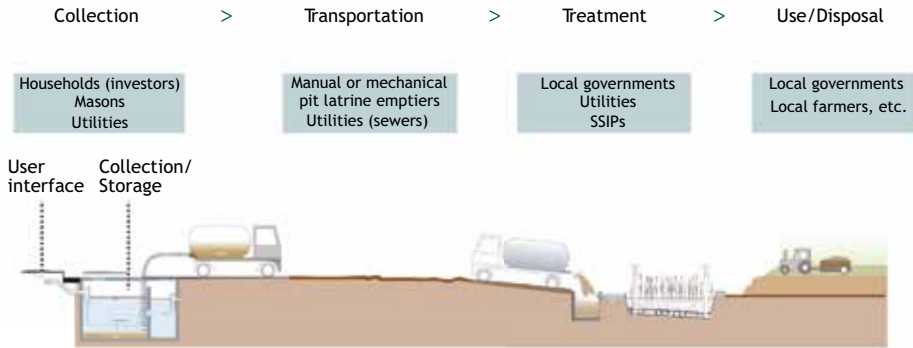 Collection > Transportation > Treatment > Use/Disposal
Households (investors)
Masons
Utilities
Manual or mechanical
pit latrine emptiers
Utilities (sewers)
Local governments
Utilities
SSIPs
Local governments
Local farmers, etc.
User
interface
Collection/
Storage